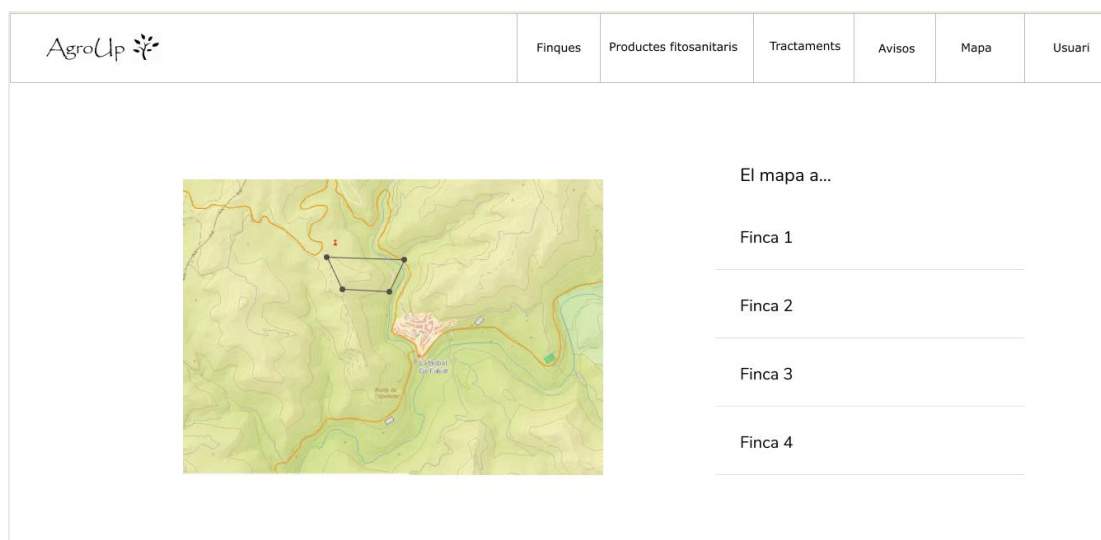 AgroUp
Finques
Productes fitosanitaris
Tractaments
Avisos
Mapa
Usuari
El mapa a...
Finca 1
Finca 2
Finca 3
Finca 4